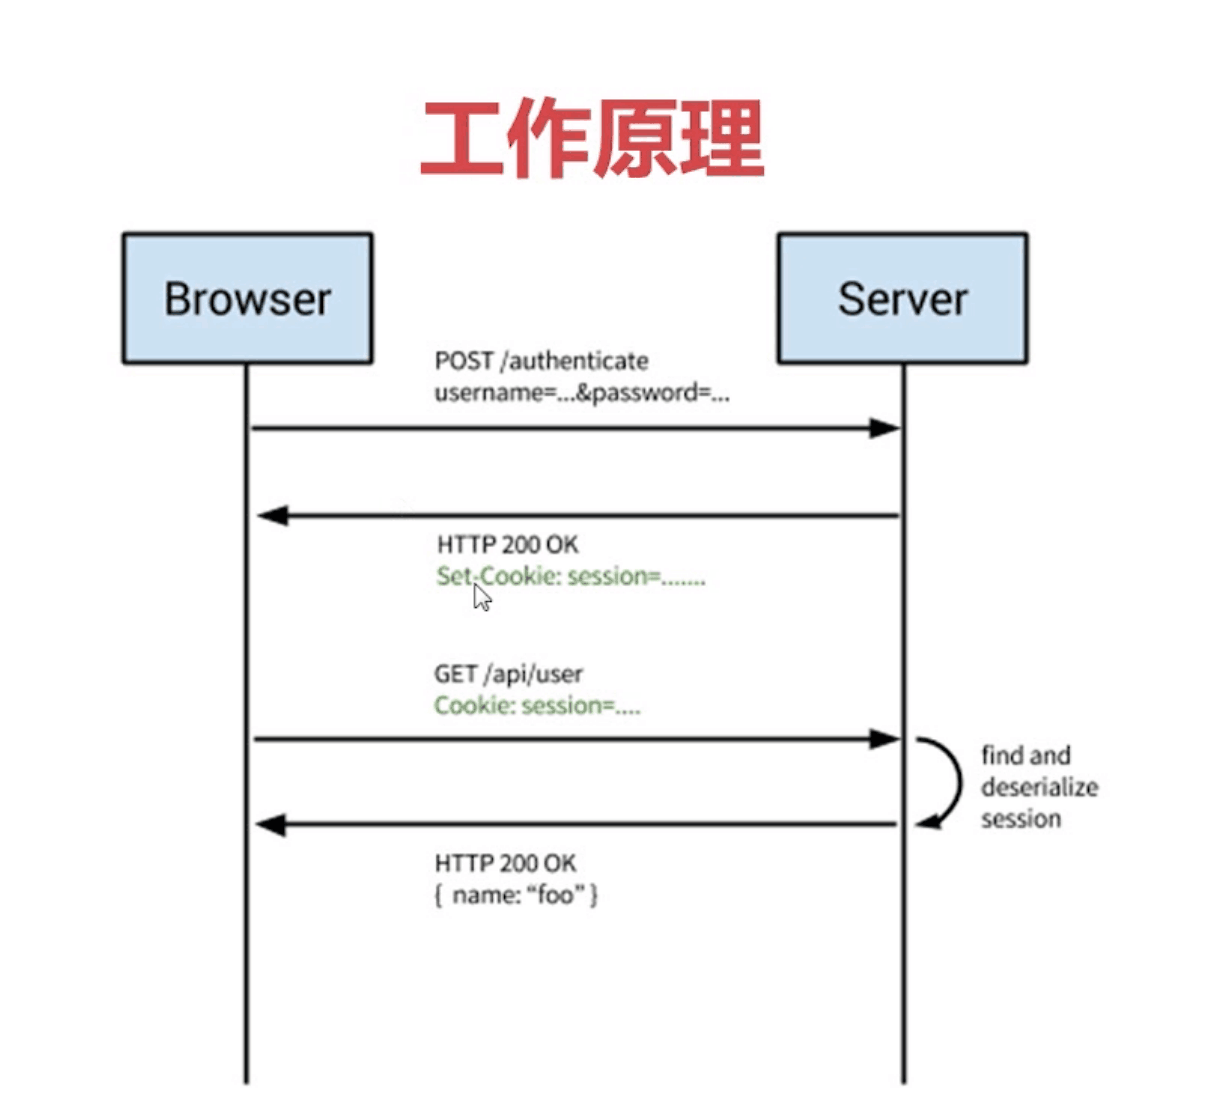 工作原理
Browser
Server
POST /authenticate
username=...&password=...
HTTP 200 OK
Set-Cookie: session=.......
GET /api/user
Cookie: session=....
find and
deserialize
session
HTTP 200 OK
{ name: “foo” }